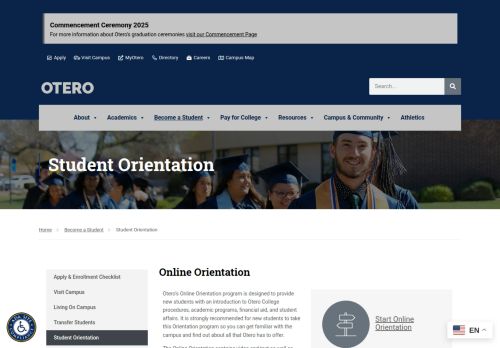 Commencement Ceremony 2025
For more information about Otero's graduation ceremonies visit our Commencement Page
Apply
Visit Campus
MyOtero
Directory
Careers
Campus Map
OTERO
Search...
About
Academics
Become a Student
Pay for College
Resources
Campus & Community
Athletics
Student Orientation
Home
Become a Student
Student Orientation
Apply & Enrollment Checklist
Visit Campus
Living On Campus
Transfer Students
Student Orientation
Online Orientation
Otero's Online Orientation program is designed to provide
new students with an introduction to Otero College
procedures, academic programs, financial aid, and student
affairs. It is strongly recommended for new students to take
this Orientation program so you can get familiar with the
campus and find out about all that Otero has to offer.
Start Online
Orientation
EN